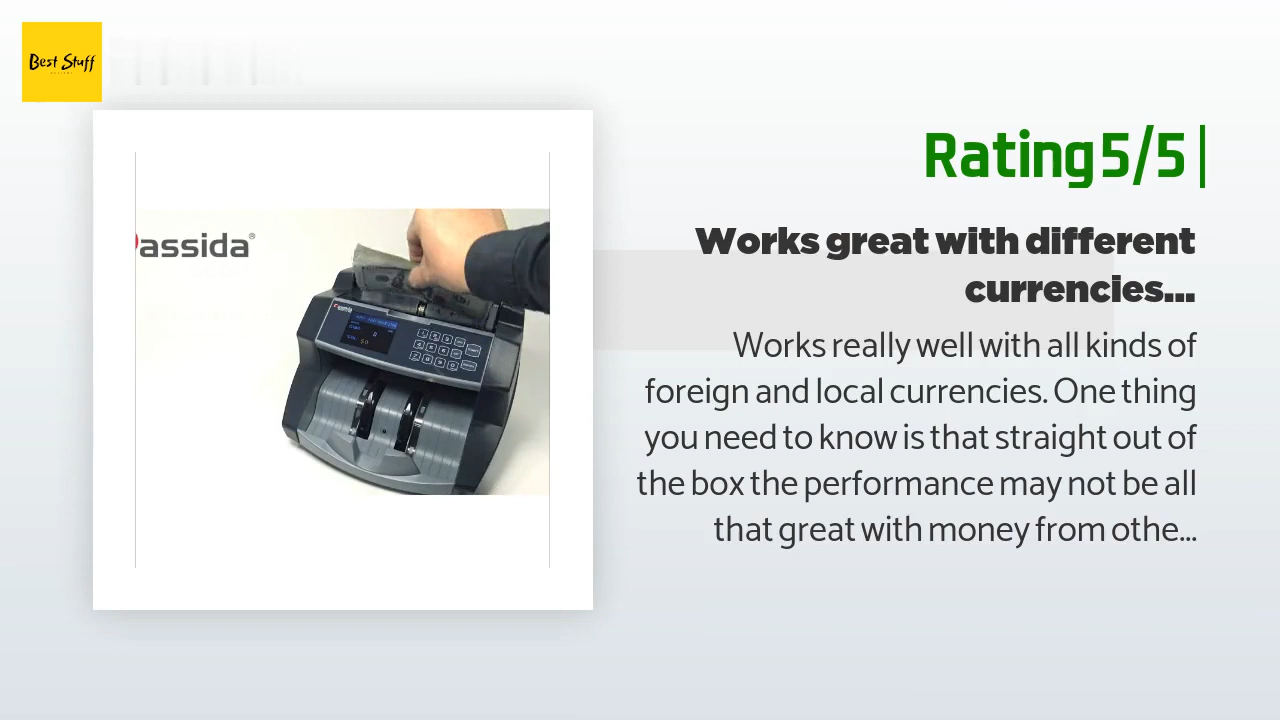 Best Stuff
Rating 5/5
Works great with different
currencies...
Works really well with all kinds of
foreign and local currencies. One thing
you need to know is that straight out of
the box the performance may not be all
that great with money from othe...
assida®